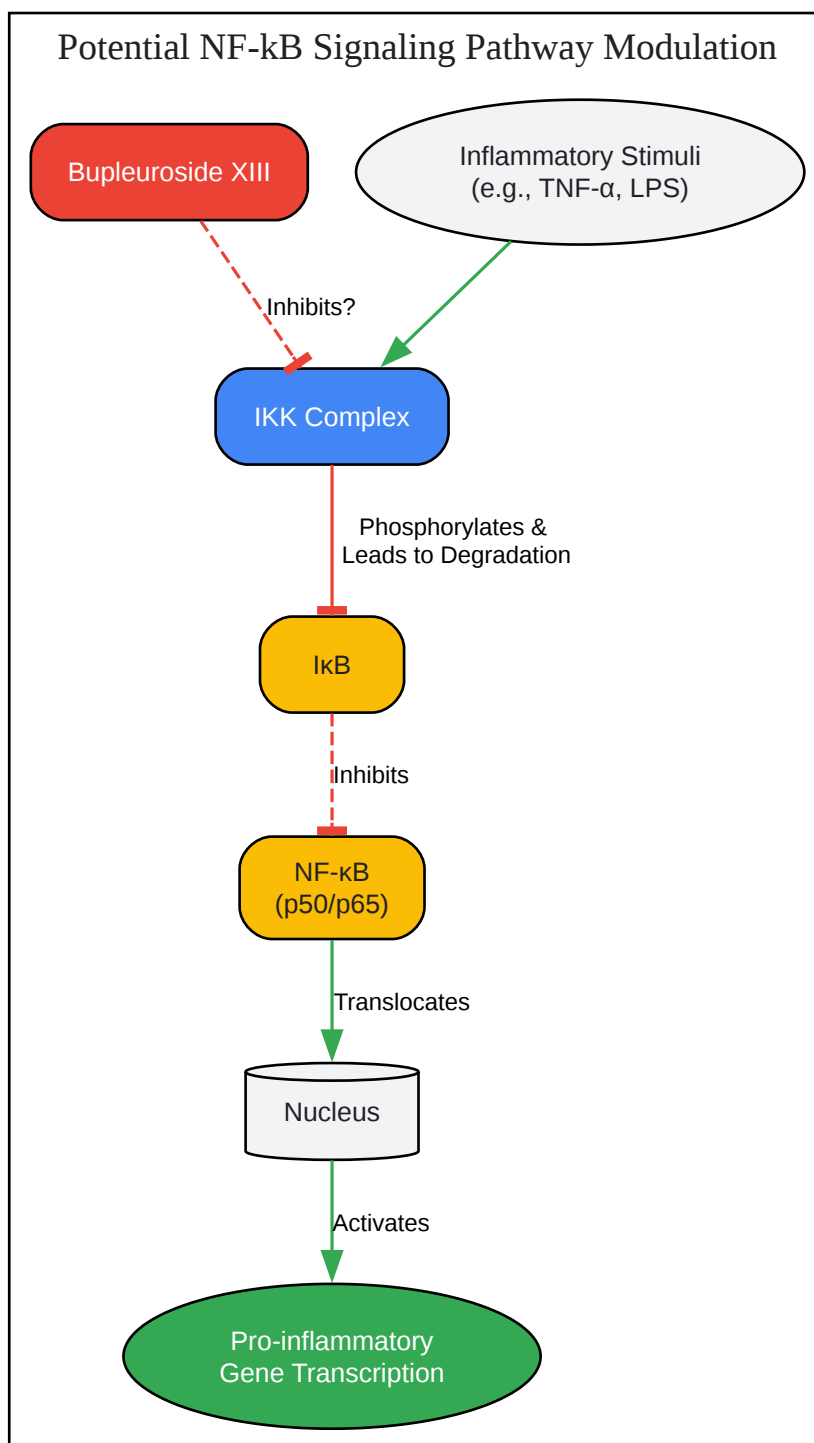 Potential NF-kB Signaling Pathway Modulation
Bupleuroside XIII
Inflammatory Stimuli
(e.g., TNF-α, LPS)
Inhibits?
IKK Complex
Phosphorylates &
Leads to Degradation
IκB
Inhibits
NF-κB
(p50/p65)
Translocates
Nucleus
Activates
Pro-inflammatory
Gene Transcription